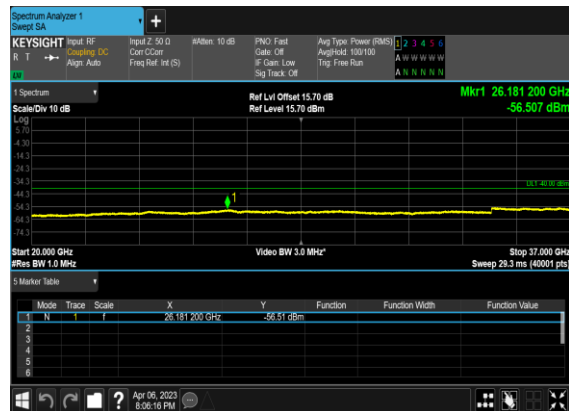 Spectrum Analyzer 1
Swept SA
+
KEYSIGHT Input: RF Input Z: 50 Ω #Atten: 10 dB PNO: Fast Avg Type: Power (RMS) 1 2 3 4 5 6
R T Coupling: DC Corr CCorr Gate: Off Avg|Hold: 100/100 A W W W W W
Align: Auto Freq Ref: Int (S) IF Gain: Low Trig: Free Run
Sig Track: Off A N N N N N
LXI
1 Spectrum Ref Lvl Offset 15.70 dB Mkr1 26.181 200 GHz
Scale/Div 10 dB Ref Level 15.70 dBm -56.507 dBm
Log
5.70
-4.30
-14.3
-24.3
-34.3
DL1 -40.00 dBm
-44.3
1
-54.3
-64.3
-74.3
Start 20.000 GHz Video BW 3.0 MHz* Stop 37.000 GHz
#Res BW 1.0 MHz Sweep 29.3 ms (40001 pts)
5 Marker Table
Mode Trace Scale X Y Function Function Width Function Value
1 N 1 f 26.181 200 GHz -56.51 dBm
2
3
4
5
6
? Apr 06, 2023
8:06:16 PM